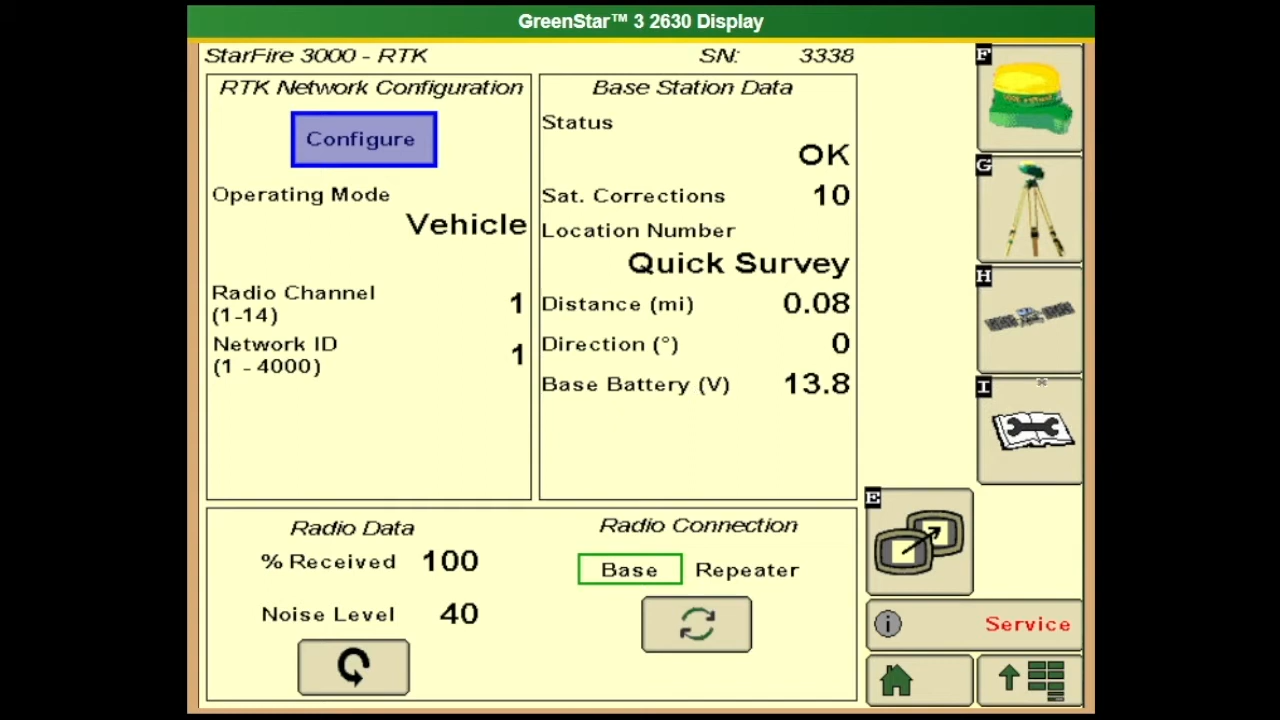 GreenStar™ 3 2630 Display
StarFire 3000 - RTK SN: 3338
RTK Network Configuration
Configure
Operating Mode
Vehicle
Radio Channel
(1-14) 1
Network ID
(1 - 4000) 1
Base Station Data
Status
OK
Sat. Corrections 10
Location Number
Quick Survey
Distance (mi) 0.08
Direction (°) 0
Base Battery (V) 13.8
Radio Data
% Received 100
Noise Level 40
Radio Connection
Base Repeater
F
G
H
I
E
Service